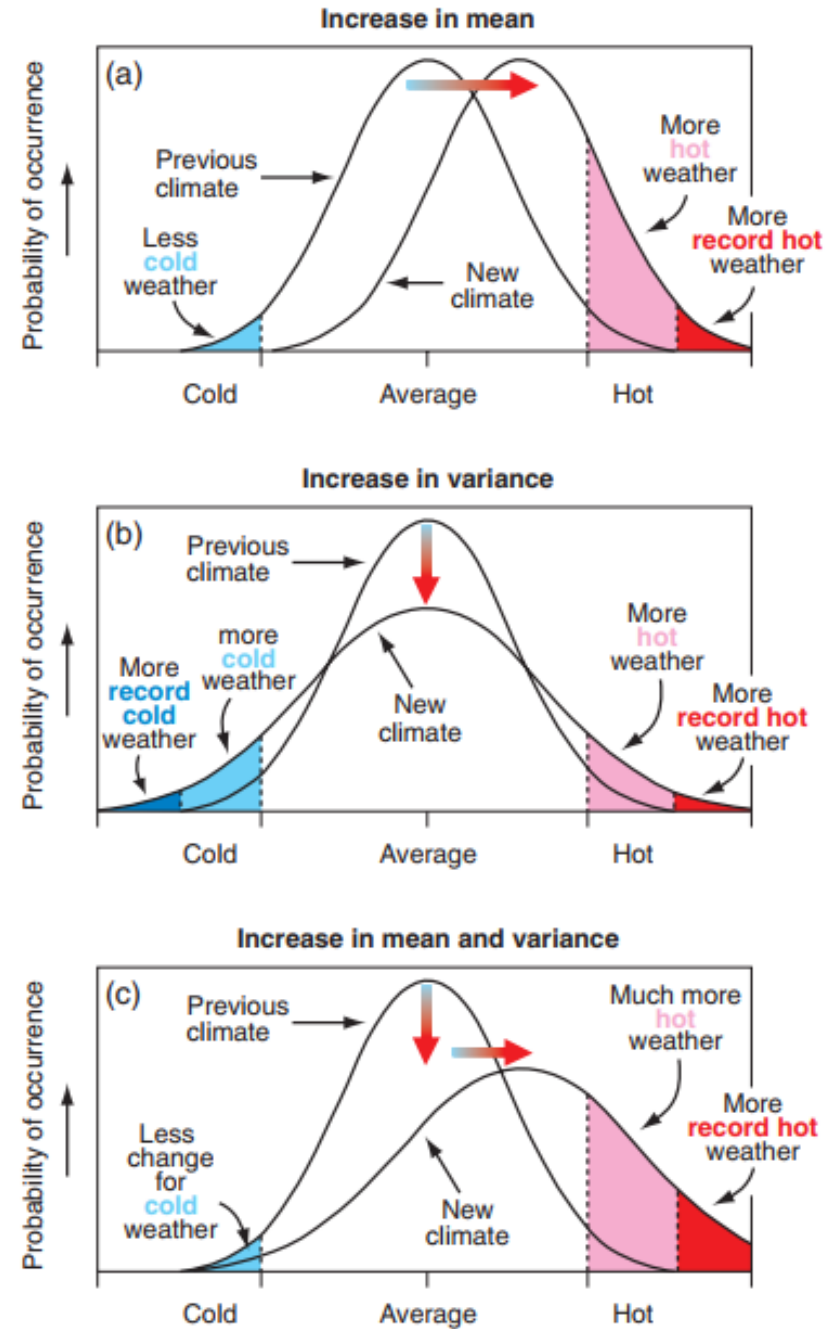 Increase in mean
(a)
Probability of occurrence
Previous
climate
Less
cold
weather
New
climate
More
hot
weather
More
record hot
weather
Cold
Average
Hot
Increase in variance
(b)
Probability of occurrence
Previous
climate
more
cold
weather
More
record
cold
weather
New
climate
More
hot
weather
More
record hot
weather
Cold
Average
Hot
Increase in mean and variance
(c)
Probability of occurrence
Previous
climate
Less
change
for
cold
weather
New
climate
Much more
hot
weather
More
record hot
weather
Cold
Average
Hot